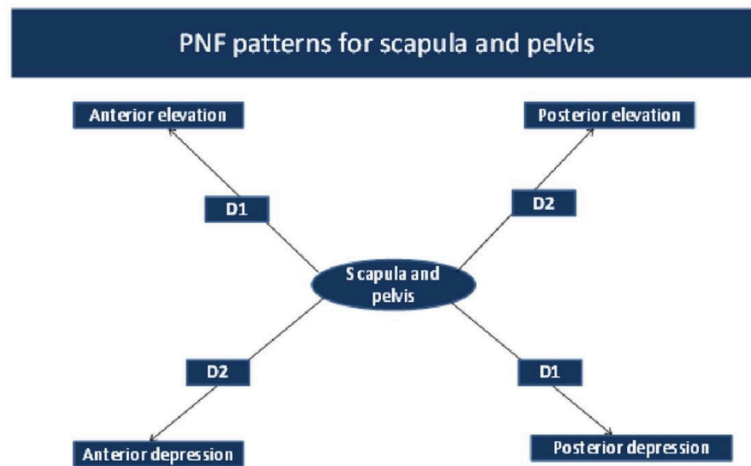 PNF patterns for scapula and pelvis
Anterior elevation
Posterior elevation
D1
D2
Scapula and
pelvis
D2
D1
Anterior depression
Posterior depression